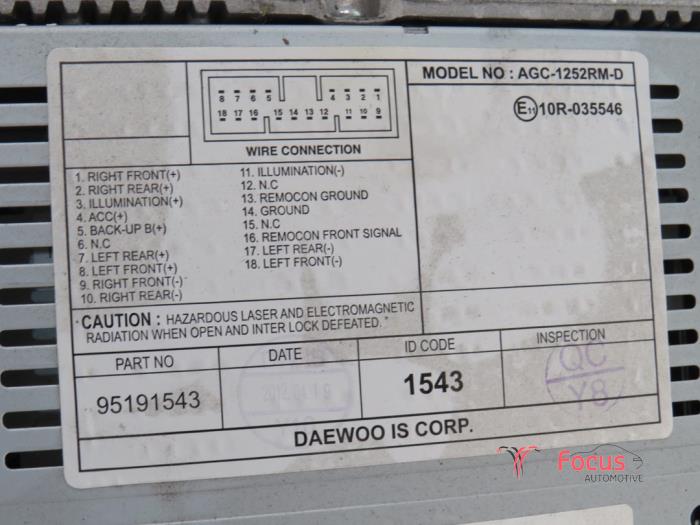 MODEL NO : AGC-1252RM-D
8 7 6 5 4 3 2 1
18 17 16 15 14 13 12 11 10 9
WIRE CONNECTION
E11 10R-035546
1. RIGHT FRONT(+)
2. RIGHT REAR(+)
3. ILLUMINATION(+)
4. ACC(+)
5. BACK-UP B(+)
6. N.C
7. LEFT REAR(+)
8. LEFT FRONT(+)
9. RIGHT FRONT(-)
10. RIGHT REAR(-)
11. ILLUMINATION(-)
12. N.C
13. REMOCON GROUND
14. GROUND
15. N.C
16. REMOCON FRONT SIGNAL
17. LEFT REAR(-)
18. LEFT FRONT(-)
CAUTION : HAZARDOUS LASER AND ELECTROMAGNETIC
RADIATION WHEN OPEN AND INTER LOCK DEFEATED.
PART NO
DATE
ID CODE
INSPECTION
95191543
1543
QC
Y8
DAEWOO IS CORP.
Focus
AUTOMOTIVE